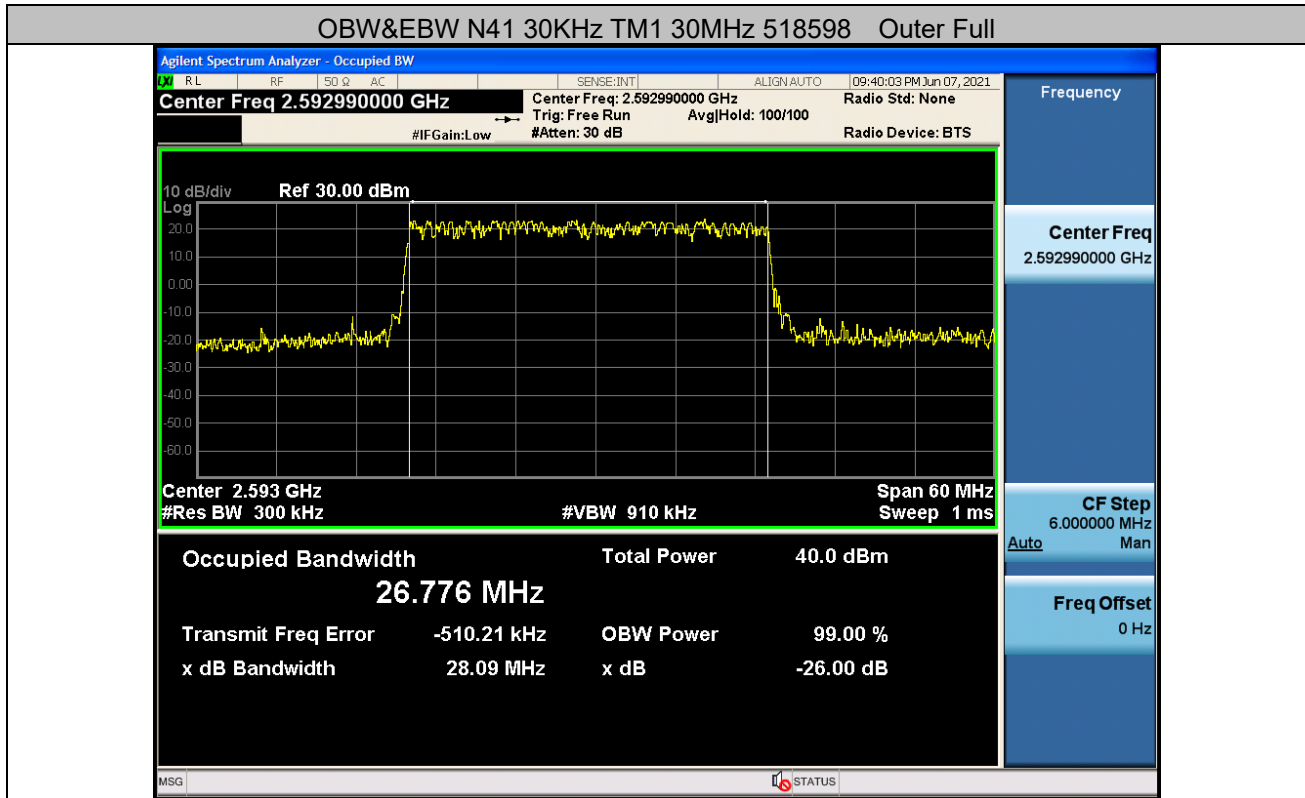 OBW&EBW N41 30KHz TM1 30MHz 518598 Outer Full
Agilent Spectrum Analyzer - Occupied BW
LXI RL RF 50 Ω AC SENSE:INT ALIGN AUTO 09:40:03 PM Jun 07, 2021
Center Freq 2.592990000 GHz
Center Freq: 2.592990000 GHz Radio Std: None
Trig: Free Run Avg|Hold: 100/100
#IFGain:Low #Atten: 30 dB Radio Device: BTS
10 dB/div Ref 30.00 dBm
Log
20.0
10.0
0.00
-10.0
-20.0
-30.0
-40.0
-50.0
-60.0
Center 2.593 GHz Span 60 MHz
#Res BW 300 kHz #VBW 910 kHz Sweep 1 ms
Occupied Bandwidth Total Power 40.0 dBm
26.776 MHz
Transmit Freq Error -510.21 kHz OBW Power 99.00 %
x dB Bandwidth 28.09 MHz x dB -26.00 dB
MSG STATUS
Frequency
Center Freq
2.592990000 GHz
CF Step
6.000000 MHz
Auto Man
Freq Offset
0 Hz